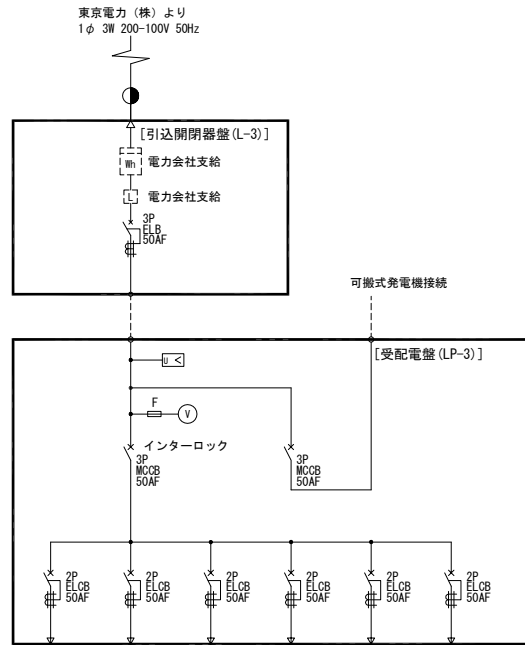 東京電力（株）より
1φ 3W 200-100V 50Hz
[引込開閉器盤(L-3)]
Wh 電力会社支給
L 電力会社支給
3P
ELB
50AF
可搬式発電機接続
[受配電盤(LP-3)]
U <
F
V
インターロック
3P
MCCB
50AF
3P
MCCB
50AF
2P
ELCB
50AF
2P
ELCB
50AF
2P
ELCB
50AF
2P
ELCB
50AF
2P
ELCB
50AF
2P
ELCB
50AF